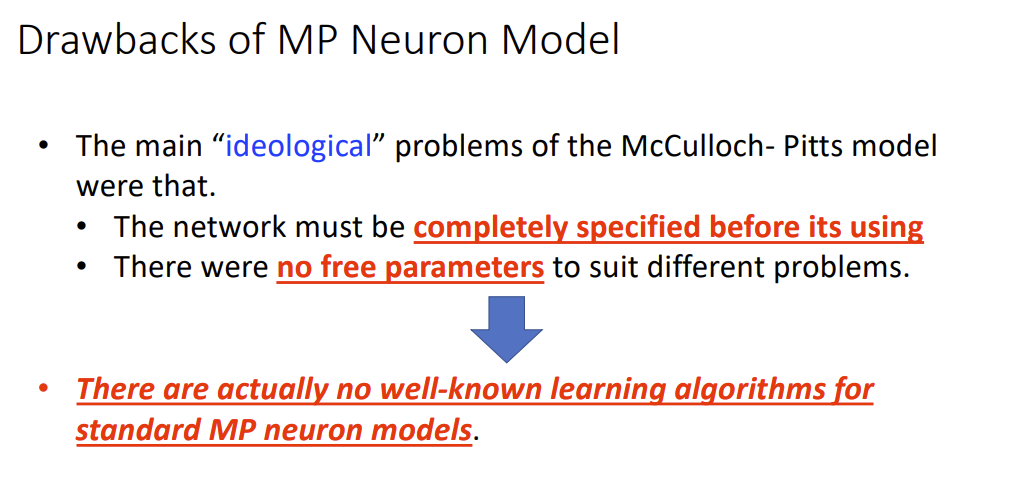 Drawbacks of MP Neuron Model
• The main “ideological” problems of the McCulloch- Pitts model
were that.
• The network must be completely specified before its using
• There were no free parameters to suit different problems.
• There are actually no well-known learning algorithms for
standard MP neuron models.